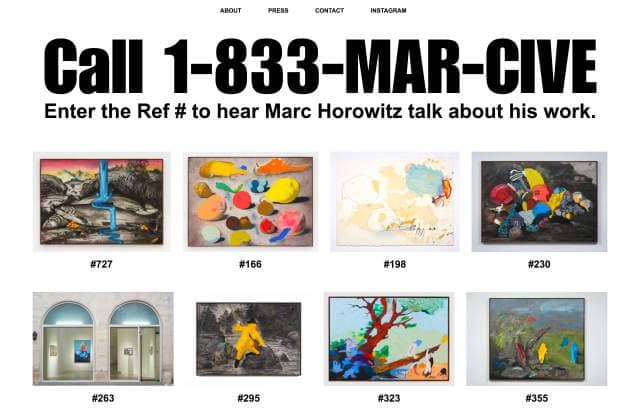 ABOUT PRESS CONTACT INSTAGRAM
Call 1-833-MAR-CIVE
Enter the Ref # to hear Marc Horowitz talk about his work.
#727 #166 #198 #230
#263 #295 #323 #355